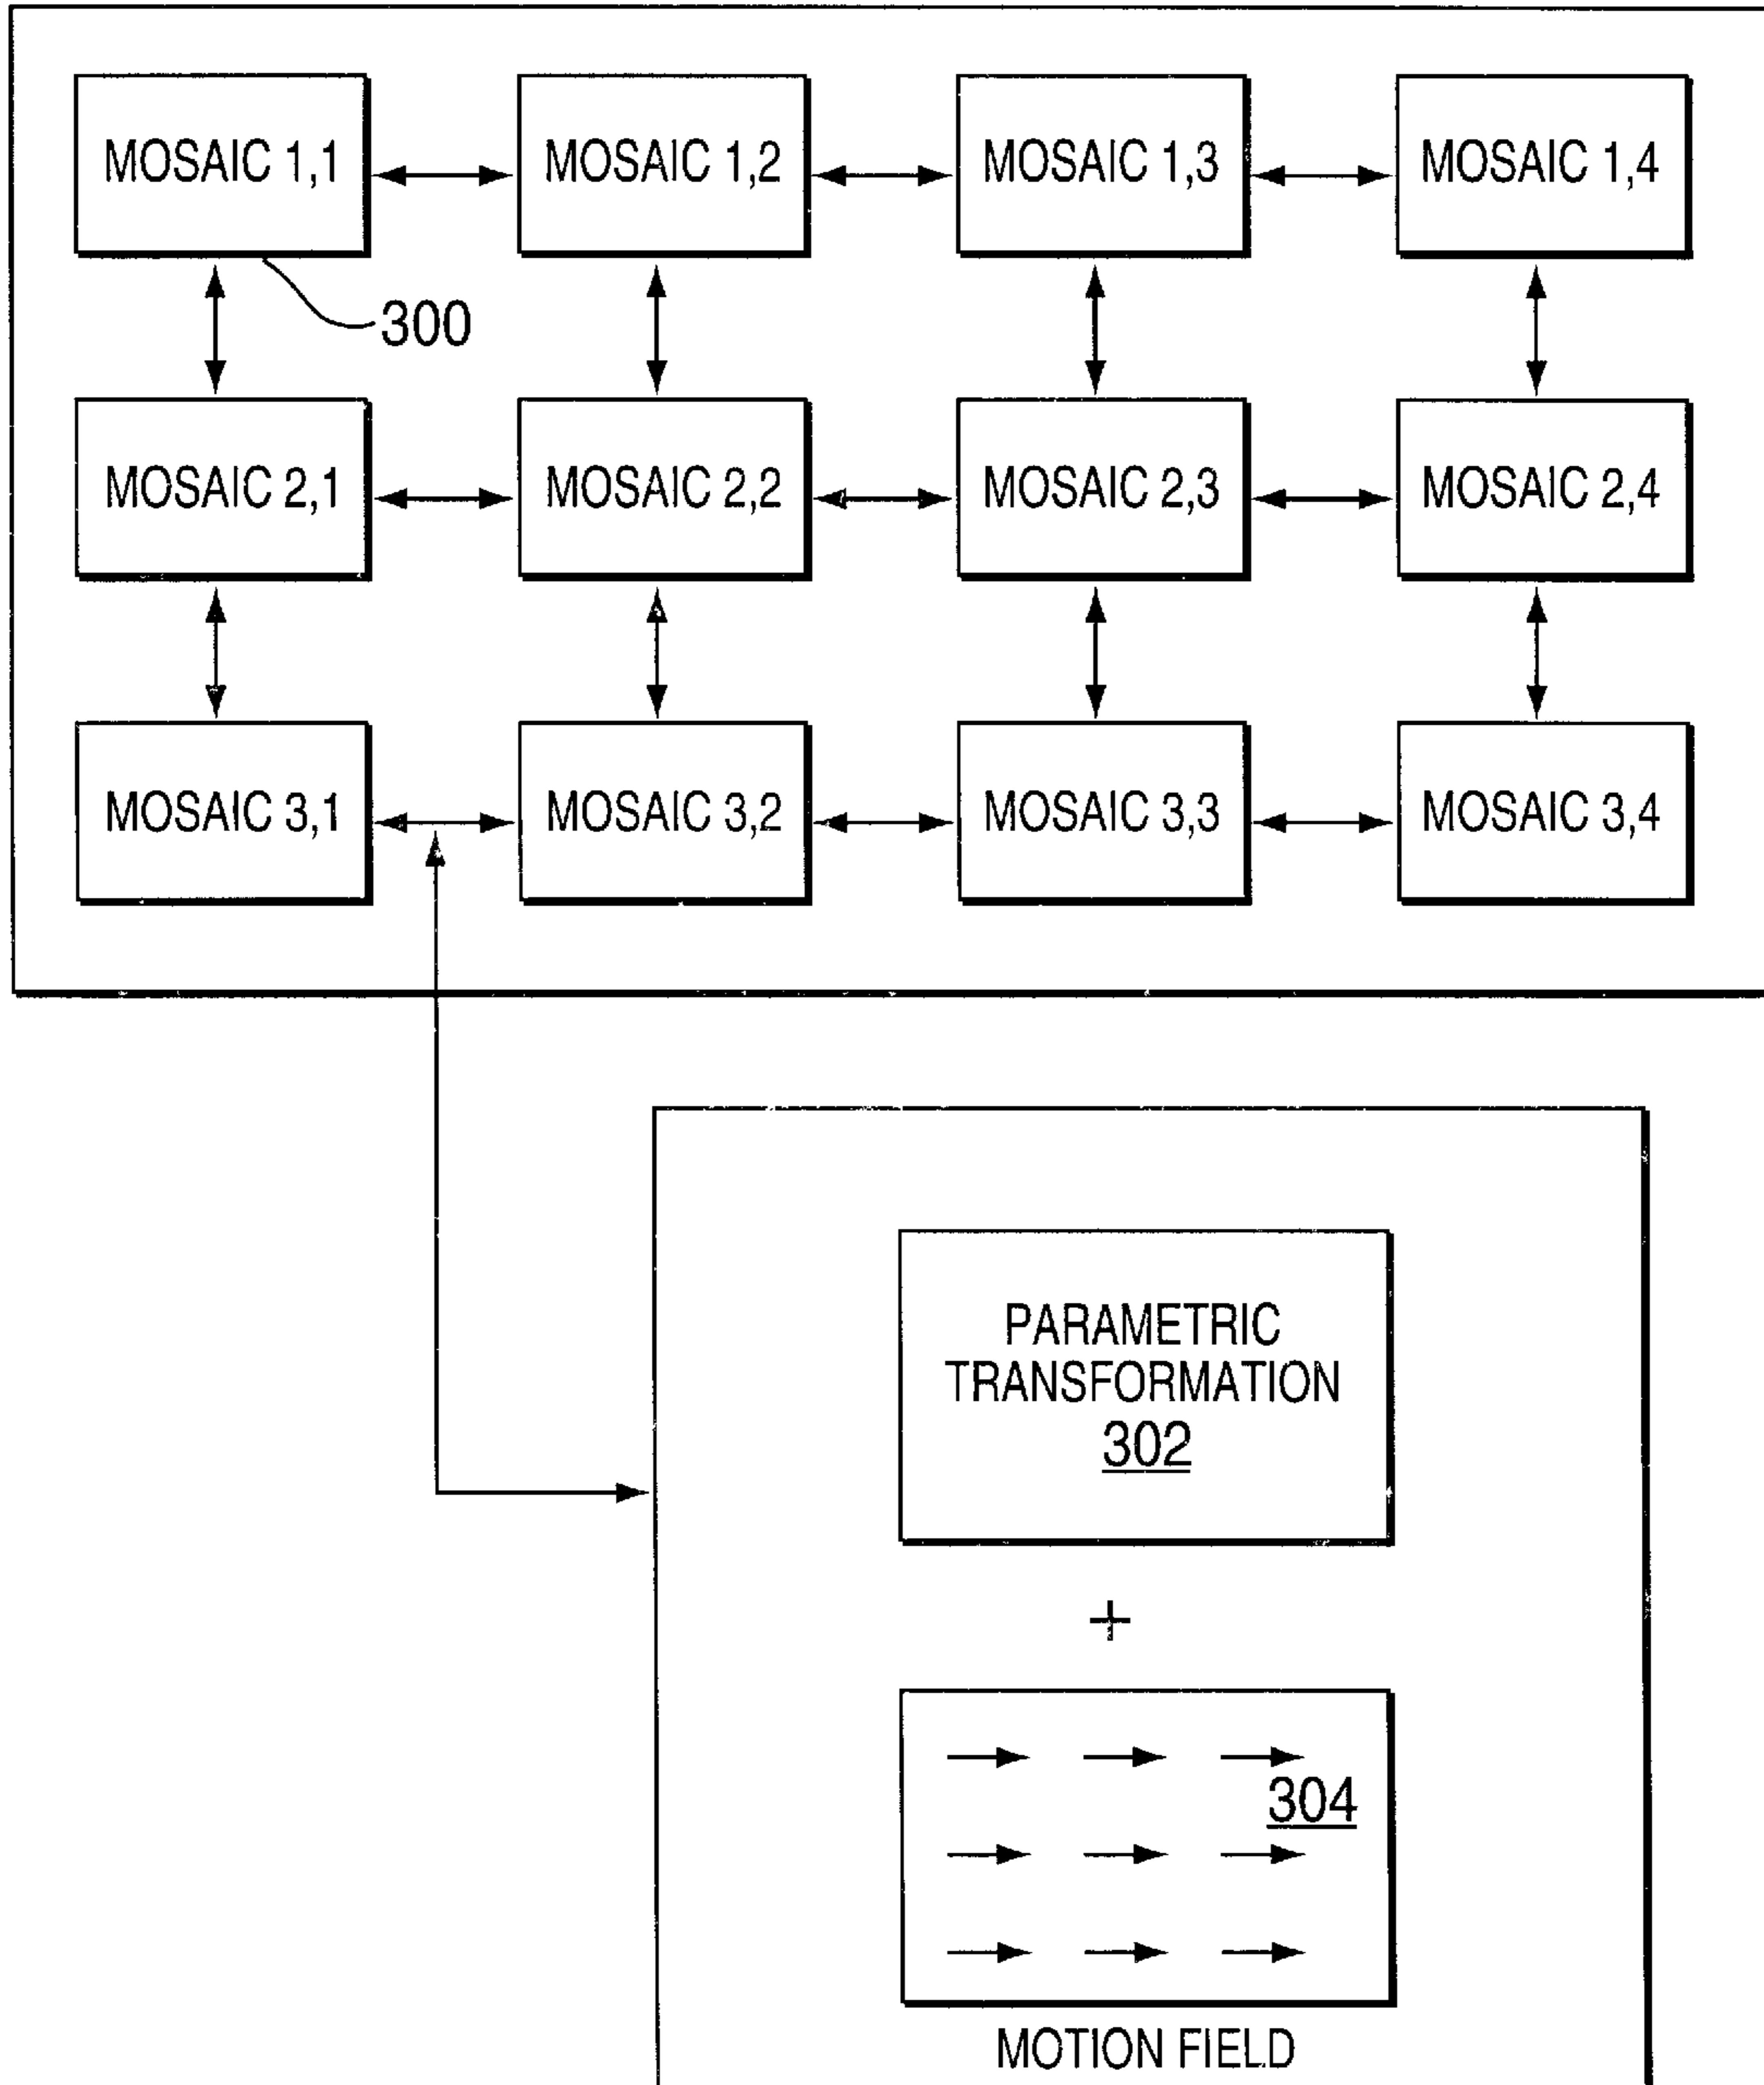 MOSAIC 1,1
MOSAIC 1,2
MOSAIC 1,3
MOSAIC 1,4
300
MOSAIC 2,1
MOSAIC 2,2
MOSAIC 2,3
MOSAIC 2,4
MOSAIC 3,1
MOSAIC 3,2
MOSAIC 3,3
MOSAIC 3,4
PARAMETRIC
TRANSFORMATION
302
+
304
MOTION FIELD